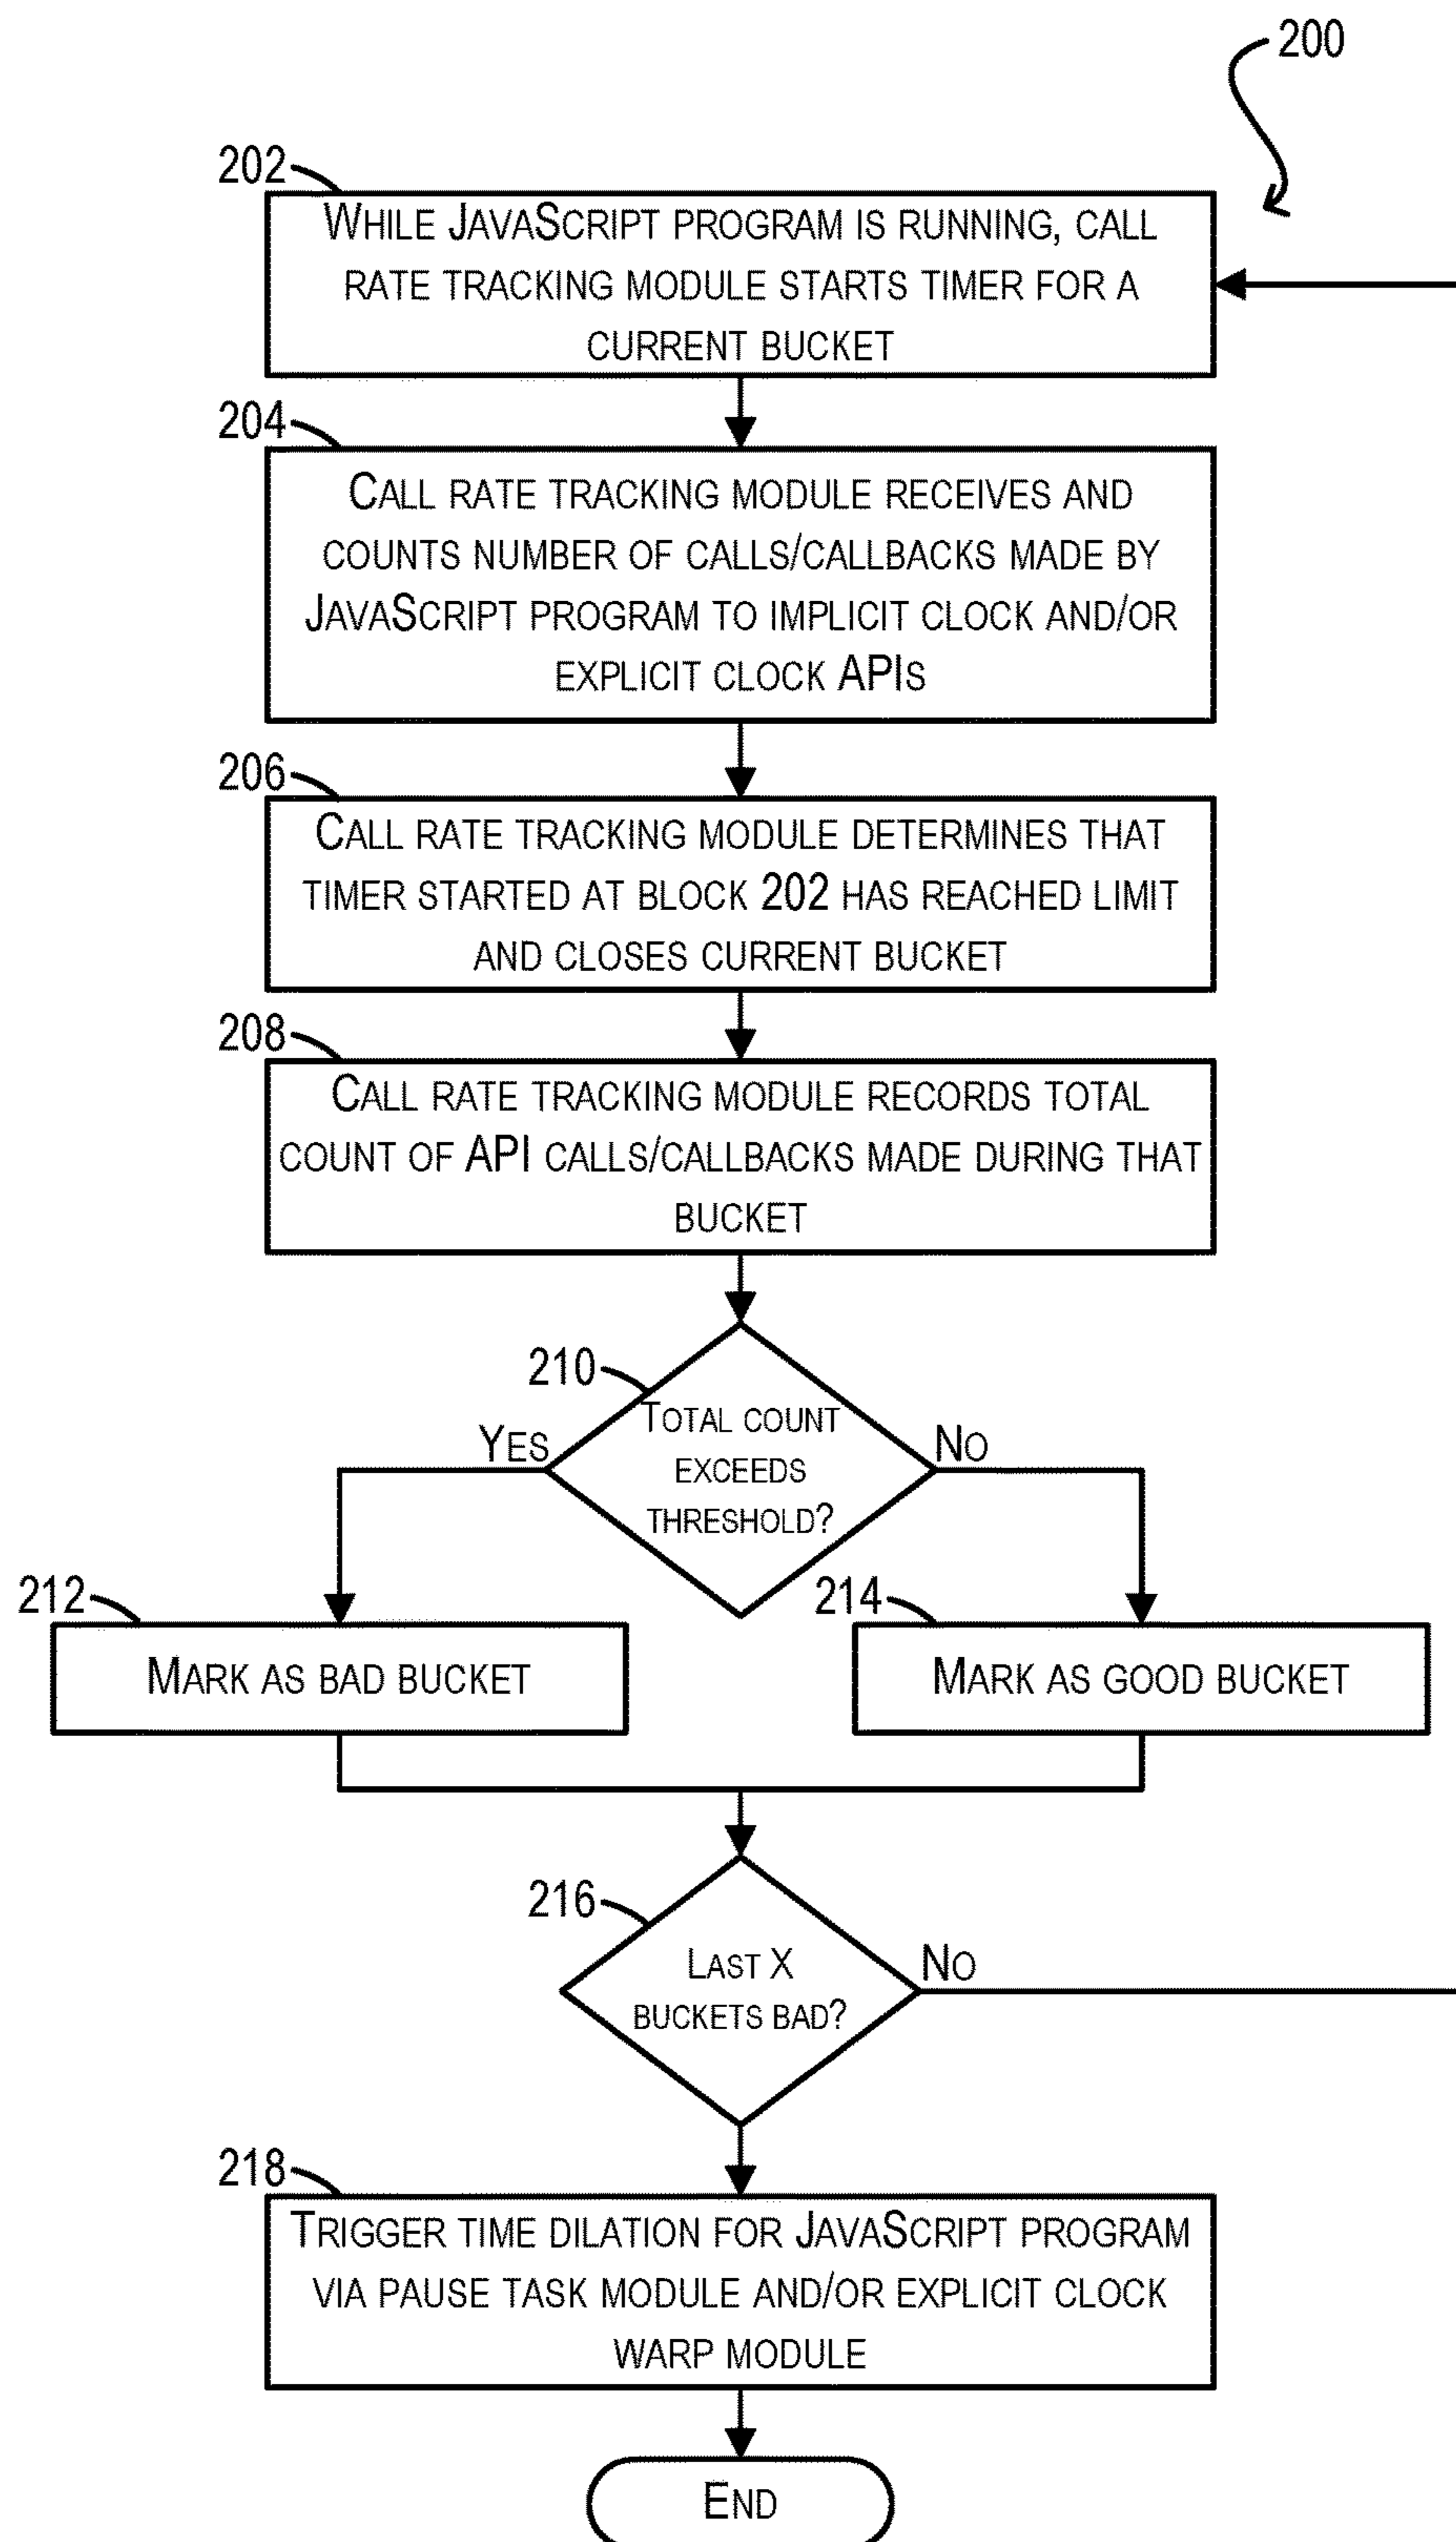 200
202
While JavaScript program is running, call
rate tracking module starts timer for a
current bucket
204
Call rate tracking module receives and
counts number of calls/callbacks made by
JavaScript program to implicit clock and/or
explicit clock APIs
206
Call rate tracking module determines that
timer started at block 202 has reached limit
and closes current bucket
208
Call rate tracking module records total
count of API calls/callbacks made during that
bucket
210
Total count
exceeds
threshold?
Yes
No
212
Mark as bad bucket
214
Mark as good bucket
216
Last X
buckets bad?
No
218
Trigger time dilation for JavaScript program
via pause task module and/or explicit clock
warp module
End